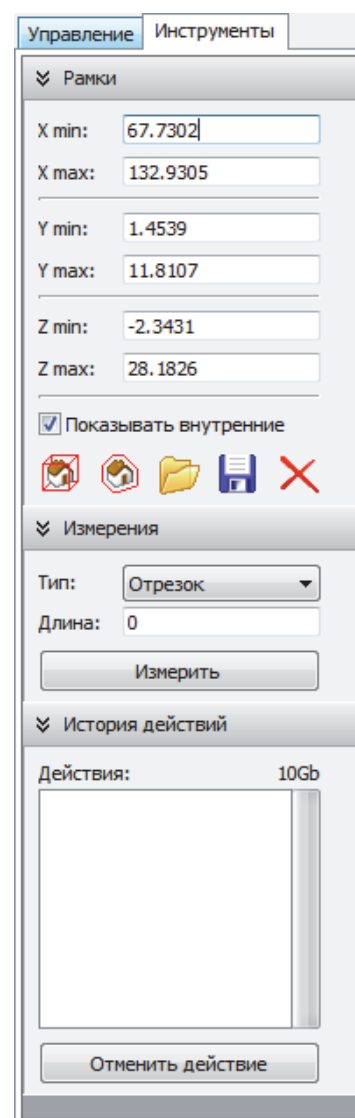 Управление Инструменты
Рамки
X min: 67.7302
X max: 132.9305
Y min: 1.4539
Y max: 11.8107
Z min: -2.3431
Z max: 28.1826
Показывать внутренние
Измерения
Тип: Отрезок
Длина: 0
Измерить
История действий
Действия: 10Gb
Отменить действие